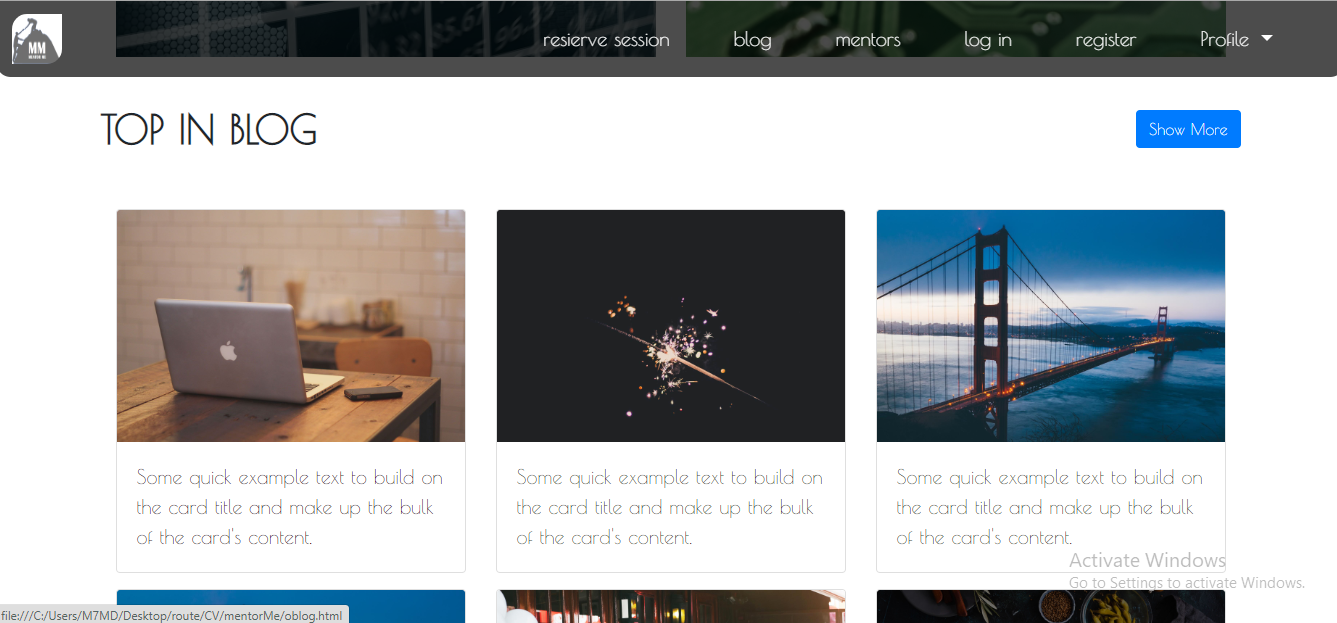 MM
MENTOR ME
resierve session
blog
mentors
log in
register
Profile
TOP IN BLOG
Show More
Some quick example text to build on
the card title and make up the bulk
of the card's content.
Some quick example text to build on
the card title and make up the bulk
of the card's content.
Some quick example text to build on
the card title and make up the bulk
of the card's content.
Activate Windows
Go to Settings to activate Windows.
file:///C:/Users/M7MD/Desktop/route/CV/mentorMe/oblog.html